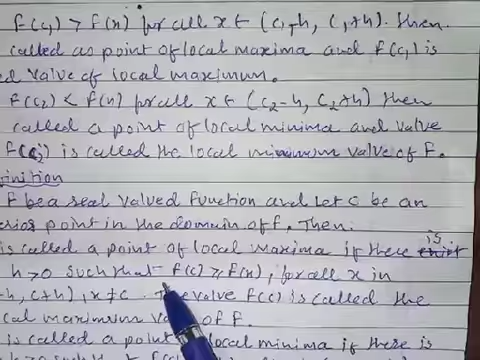 f(c₁) > f(x) for all x ∈ (c₁-h, c₁+h). Then
called as point of local maxima and f(c₁) is
ed value of local maximum.
f(c₂) < f(x) for all x ∈ (c₂-h, c₂+h) then
called a point of local minima and value
f(c₂) is called the local minimum value of f.
inition
f be a real valued function and let c be an
erior point in the domain of f. Then:
is called a point of local maxima if there is
h>0 such that f(c) ≥ f(x), for all x in
-h, c+h), x≠c. The value f(c) is called the
cal maximum value of f.
is called a point of local minima if there is